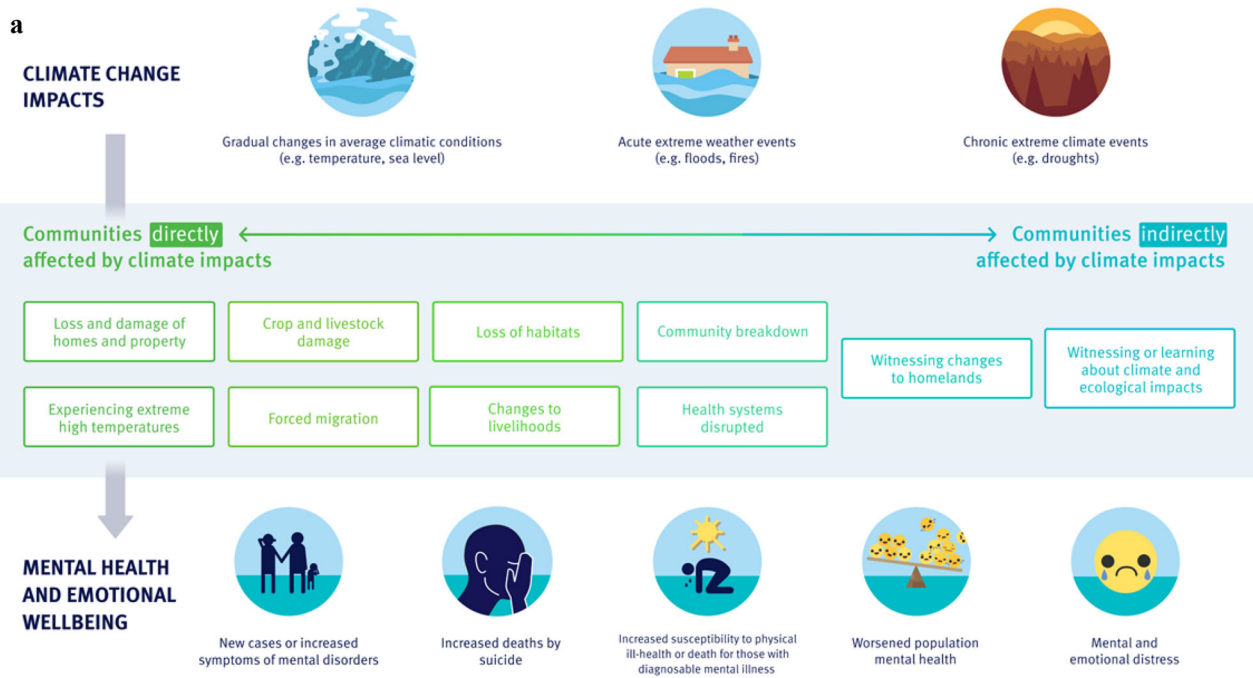 a
CLIMATE CHANGE
IMPACTS
Gradual changes in average climatic conditions
(e.g. temperature, sea level)
Acute extreme weather events
(e.g. floods, fires)
Chronic extreme climate events
(e.g. droughts)
Communities directly
affected by climate impacts
Communities indirectly
affected by climate impacts
Loss and damage of
homes and property
Crop and livestock
damage
Loss of habitats
Community breakdown
Witnessing changes
to homelands
Witnessing or learning
about climate and
ecological impacts
Experiencing extreme
high temperatures
Forced migration
Changes to
livelihoods
Health systems
disrupted
MENTAL HEALTH
AND EMOTIONAL
WELLBEING
New cases or increased
symptoms of mental disorders
Increased deaths by
suicide
Increased susceptibility to physical
ill-health or death for those with
diagnosable mental illness
Worsened population
mental health
Mental and
emotional distress